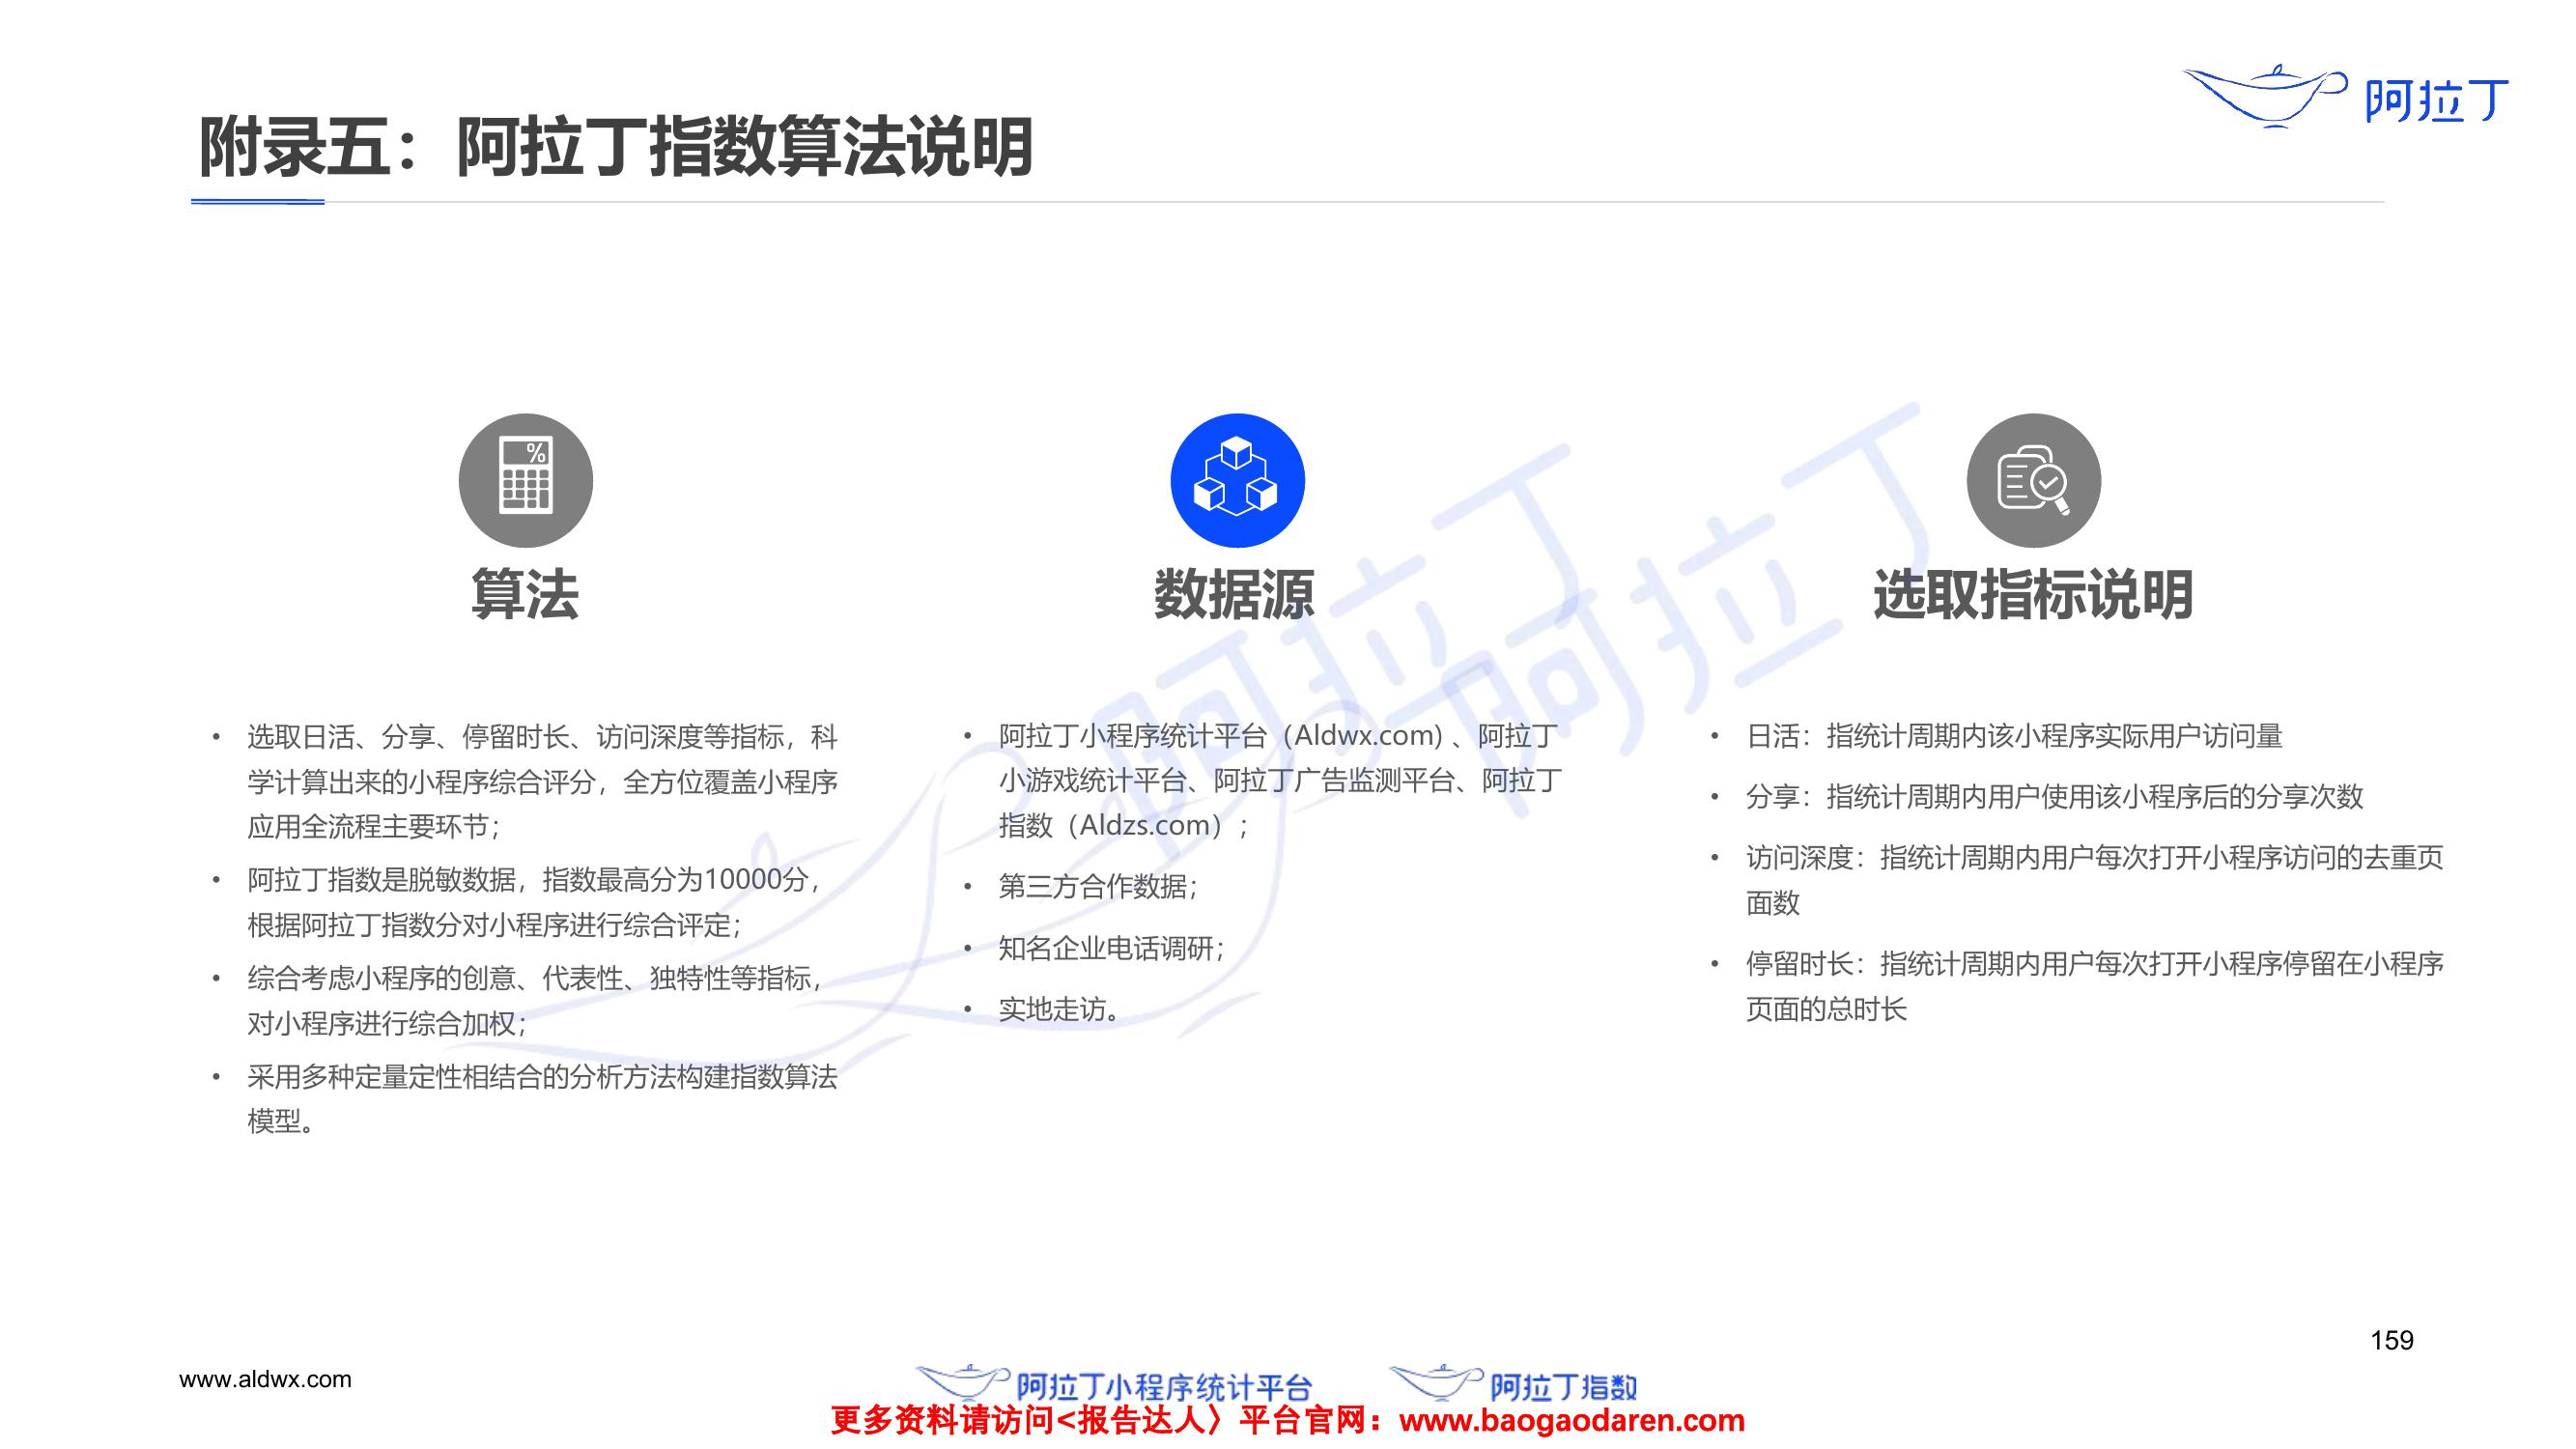 阿拉丁
附录五：阿拉丁指数算法说明
算法
选取日活、分享、停留时长、访问深度等指标，科
学计算出来的小程序综合评分，全方位覆盖小程序
应用全流程主要环节；
阿拉丁指数是脱敏数据，指数最高分为10000分，
根据阿拉丁指数分对小程序进行综合评定；
综合考虑小程序的创意、代表性、独特性等指标，
对小程序进行综合加权；
采用多种定量定性相结合的分析方法构建指数算法
模型。
数据源
阿拉丁小程序统计平台（Aldwx.com）、阿拉丁
小游戏统计平台、阿拉丁广告监测平台、阿拉丁
指数（Aldzs.com）；
第三方合作数据；
知名企业电话调研；
实地走访。
选取指标说明
日活：指统计周期内该小程序实际用户访问量
分享：指统计周期内用户使用该小程序后的分享次数
访问深度：指统计周期内用户每次打开小程序访问的去重页
面数
停留时长：指统计周期内用户每次打开小程序停留在小程序
页面的总时长
阿拉丁
阿拉丁
159
www.aldwx.com
阿拉丁小程序统计平台
阿拉丁指数
更多资料请访问<报告达人〉平台官网：www.baogaodaren.com